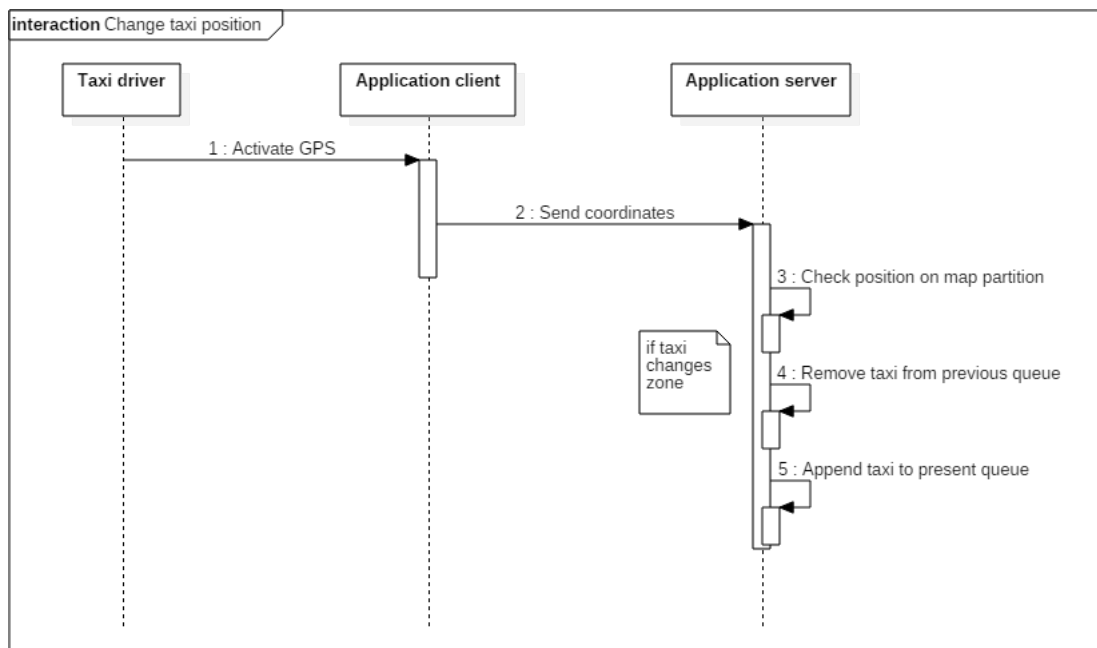 interaction Change taxi position
Taxi driver
Application client
Application server
1 : Activate GPS
2 : Send coordinates
3 : Check position on map partition
if taxi
changes
zone
4 : Remove taxi from previous queue
5 : Append taxi to present queue